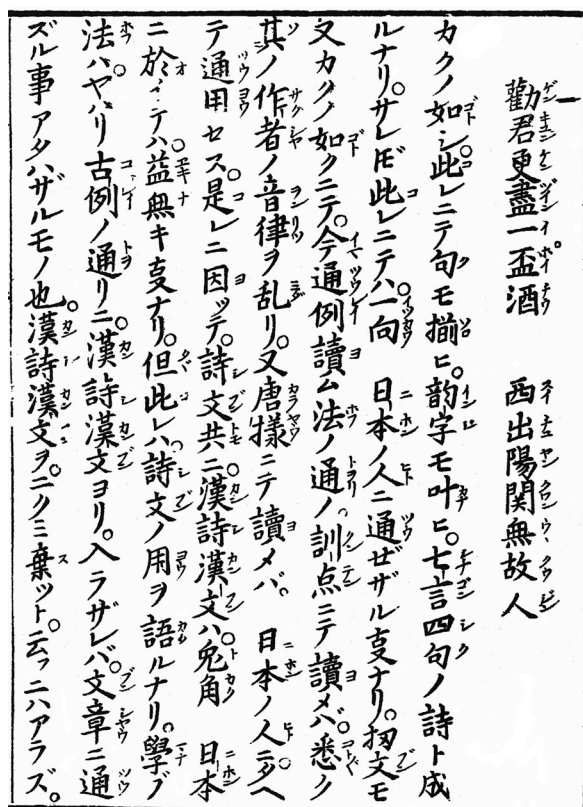 勸君更盡一盃酒　西出陽関無故人
カクノ如シ。此レニテ句モ揃ヒ。韵字モ叶ヒ。七言四句ノ詩ト成
ルナリ。サレ𪜈此レニテハ。一向　日本ノ人ニ通ゼザル㕝ナリ。扨文モ
又カクノ如クニテ。今通例讀ム法ノ通ノ。訓点ニテ讀メバ。悉ク
其ノ作者ノ音律ヲ乱リ。又唐樣ニテ讀メバ。　日本ノ人ニタヘ
テ通用セス。是レニ因ッテ。詩文共ニ。漢詩漢文ハ。兎角　日本
ニ於イテハ。益無キ㕝ナリ。但此レハ。詩文ノ用ヲ語ルナリ。學ブ
法ハヤハリ古例ノ通リニ。漢詩漢文ヨリ。入ラザレバ。文章ニ通
ズル事アタハザルモノ也。漢詩漢文ヲ。ニクミ棄ツト。云フニハアラズ。